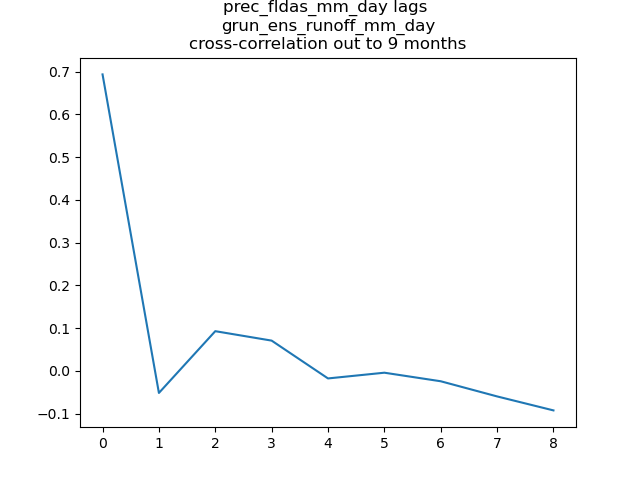 prec_fldas_mm_day lags
grun_ens_runoff_mm_day
cross-correlation out to 9 months
0.7
0.6
0.5
0.4
0.3
0.2
0.1
0.0
−0.1
0 1 2 3 4 5 6 7 8